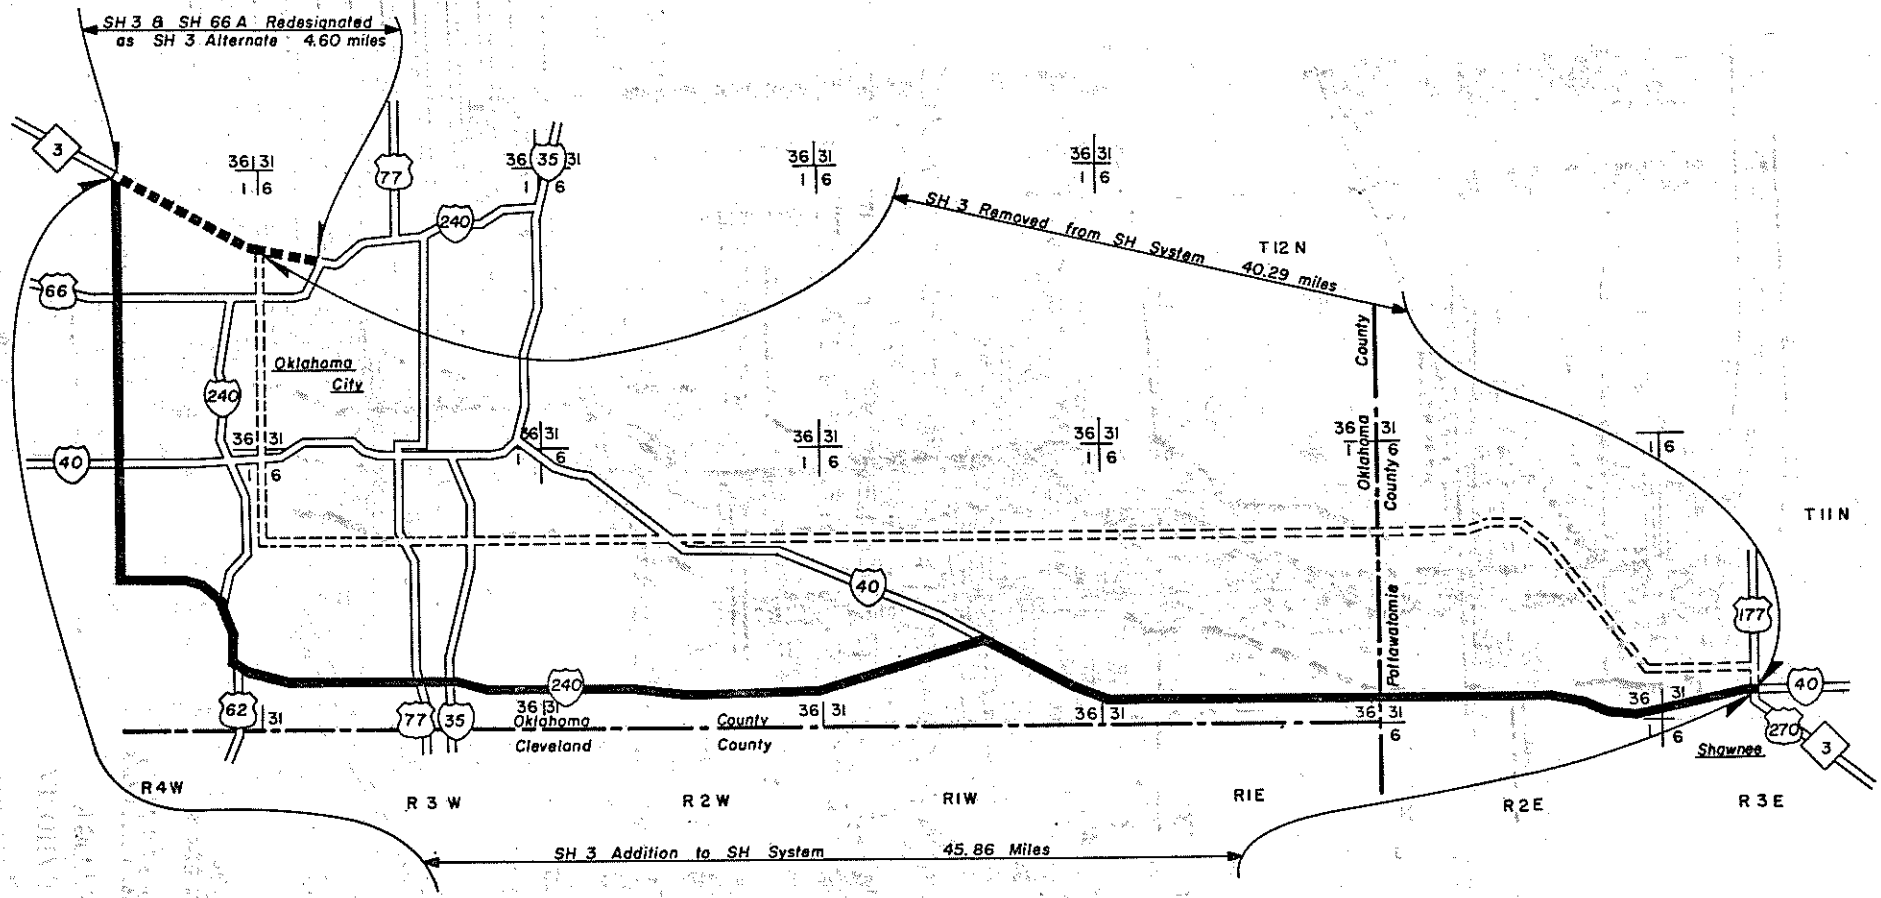 SH 3 & SH 66A Redesignated
as SH 3 Alternate 4.60 miles
3
36 31
1 6
77
36 35 31
1 6
36 31
1 6
36 31
1 6
240
SH 3 Removed from SH System 40.29 miles
T 12 N
66
Oklahoma
City
County
240
36 31
1 6
36 31
1 6
36 31
1 6
36 31
1 6
36 31
1
Oklahoma
County on
1 6
40
T 11 N
40
Pottawatomie
177
240
40
62
31
77
35
36 31
Oklahoma County
Cleveland County
36 31
36 31
36 31
6
36 31
1 6
270
Shawnee
3
R 4 W
R 3 W
R 2 W
R 1 W
R 1 E
R 2 E
R 3 E
SH 3 Addition to SH System 45.86 Miles